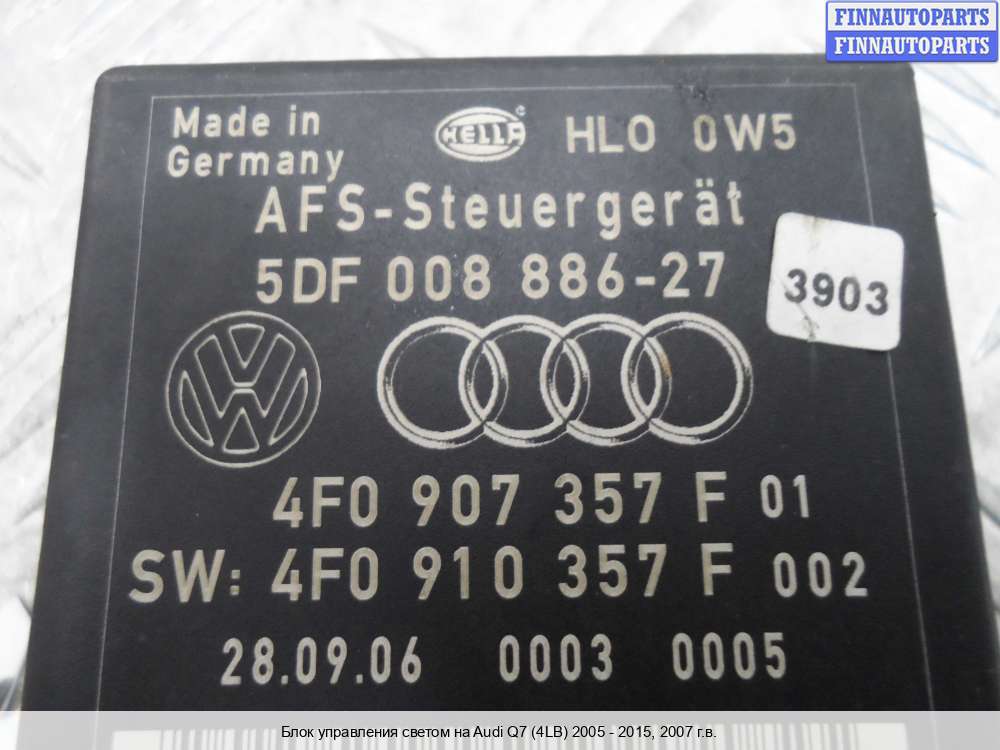 FINNAUTOPARTS
FINNAUTOPARTS
Made in
Germany
HELLA ® HLO 0W5
AFS-Steuergerät
5DF 008 886-27
3903
4F0 907 357 F 01
SW: 4F0 910 357 F 002
28.09.06 0003 0005
Блок управления светом на Audi Q7 (4LB) 2005 - 2015, 2007 г.в.